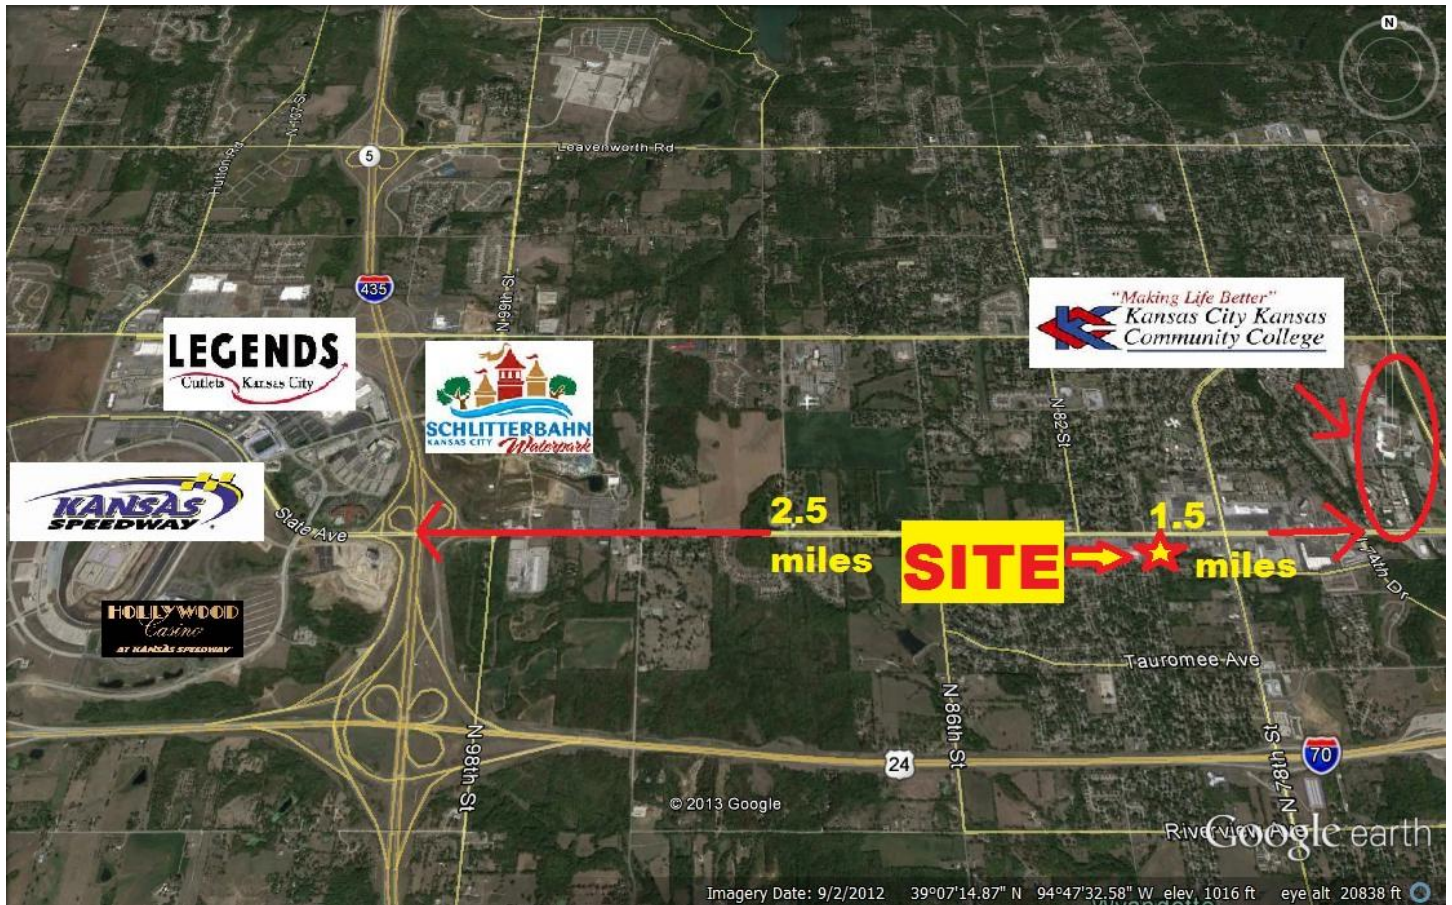 N
N 107 St
Leavenworth Rd
5
Hutton Rd
435
N 99th St
"Making Life Better"
Kansas City Kansas
Community College
LEGENDS
Outlets Kansas City
SCHLITTERBAHN
KANSAS CITY Waterpark
N 82 St
KANSAS
SPEEDWAY
State Ave
2.5
miles
SITE
1.5
miles
N 74th Dr
HOLLYWOOD
Casino
AT KANSAS SPEEDWAY
Tauromee Ave
N 86th St
N 98th St
N 78th St
24
70
© 2013 Google
Riverview Ave
Google earth
Imagery Date: 9/2/2012 39°07'14.87" N 94°47'32.58" W elev 1016 ft eye alt 20838 ft